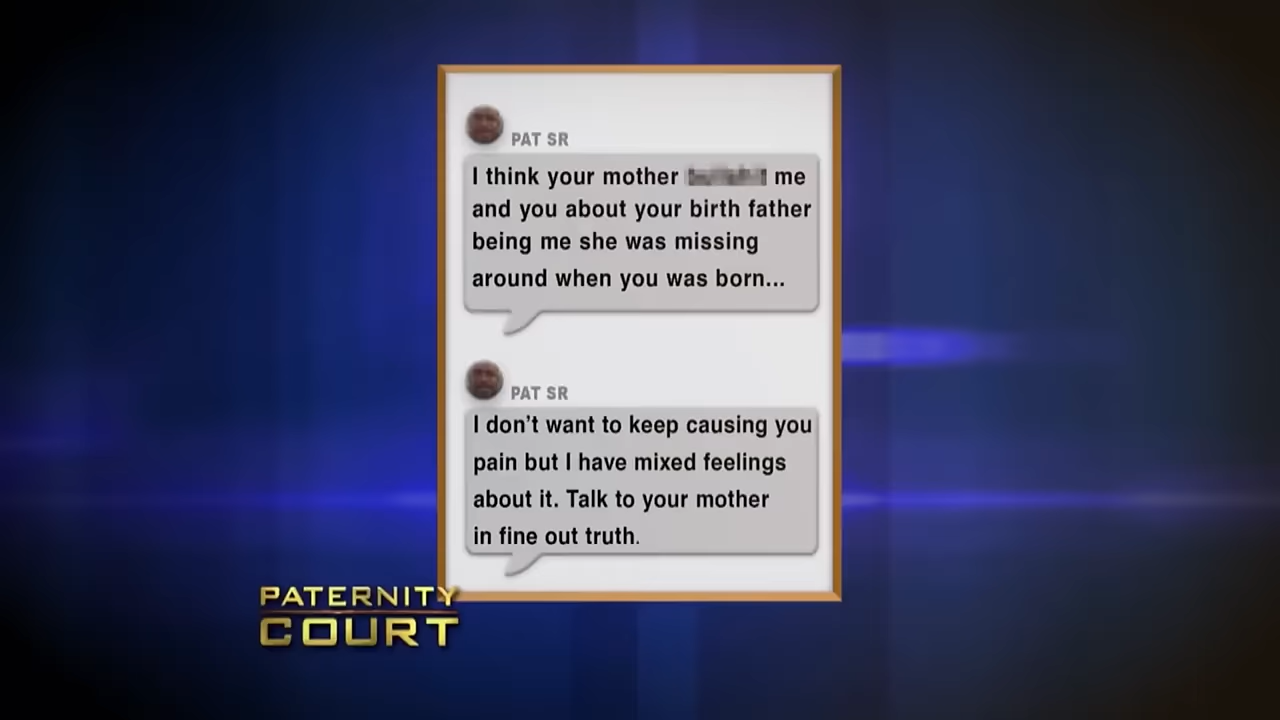 PAT SR
I think your mother me
and you about your birth father
being me she was missing
around when you was born...
PAT SR
I don't want to keep causing you
pain but I have mixed feelings
about it. Talk to your mother
in fine out truth.
PATERNITY
COURT